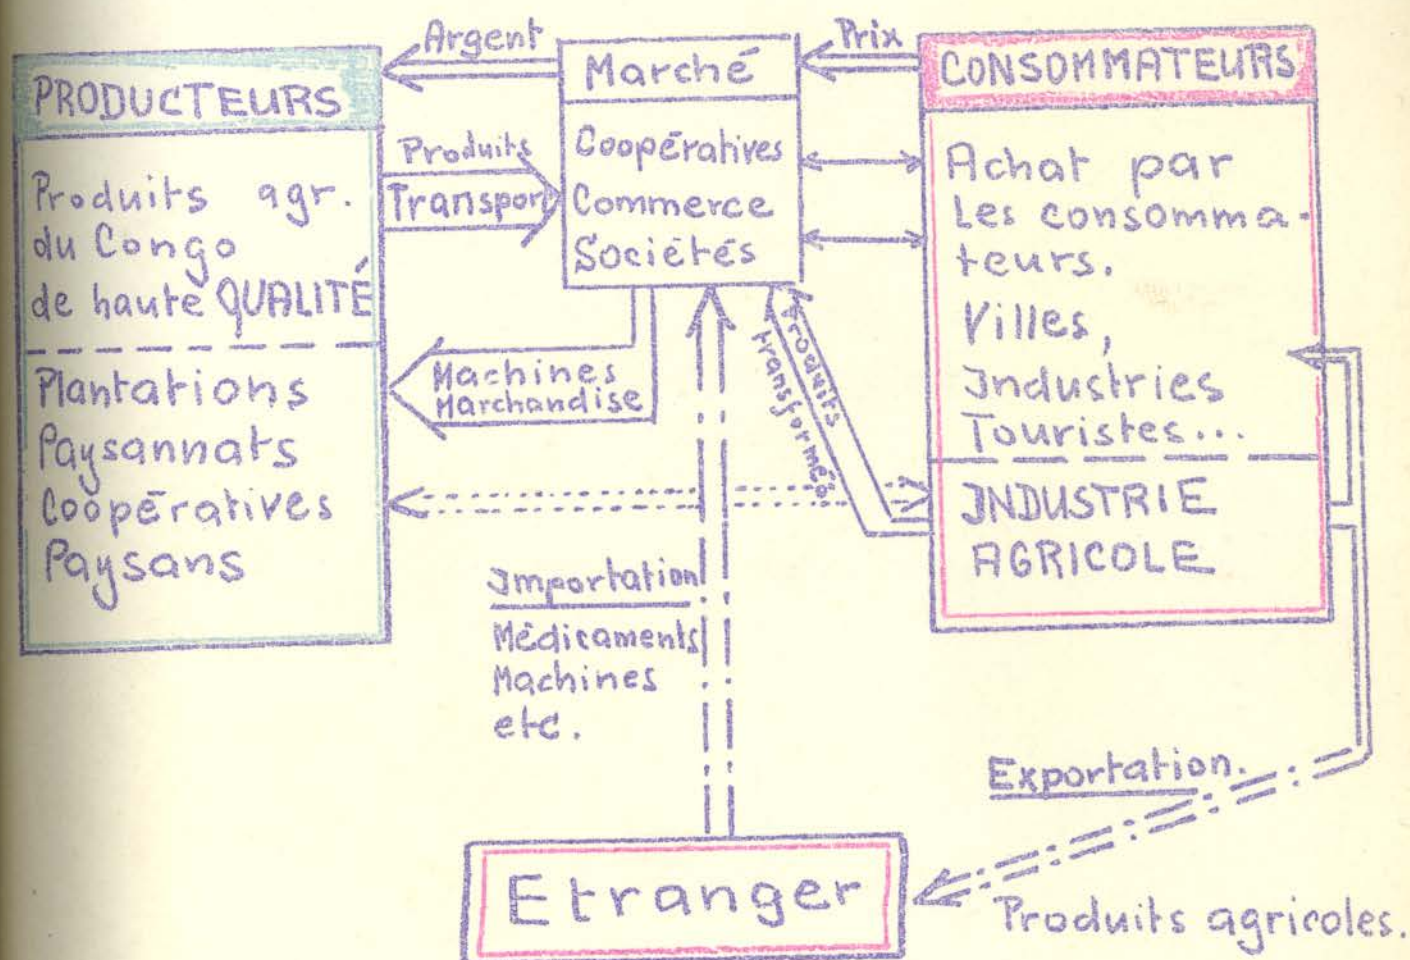 PRODUCTEURS
Produits agr.
du Congo
de haute QUALITÉ
Plantations
Paysannats
Coopératives
Paysans
Argent
Produits
Transport
Machines
Marchandise
Marché
Coopératives
Commerce
Sociétés
Prix
Produits
transformés
CONSOMMATEURS
Achat par
Les consomma-
teurs.
Villes,
Industries
Touristes...
INDUSTRIE
AGRICOLE
Importation
Médicaments
Machines
etc.
Exportation.
Produits agricoles.
Etranger